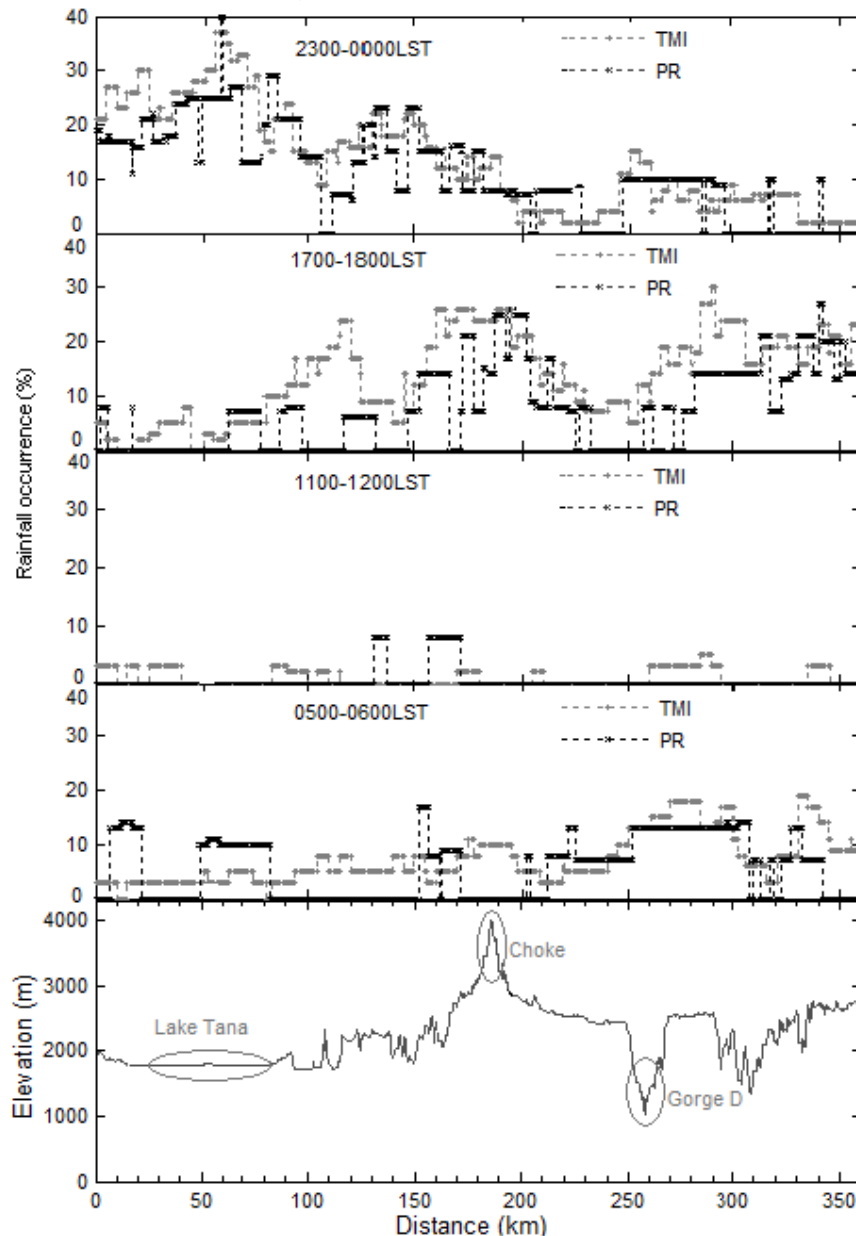 40
2300-0000LST
TMI
PR
30
20
10
0
40
1700-1800LST
TMI
PR
30
20
10
0
Rainfall occurrence (%)
40
1100-1200LST
TMI
PR
30
20
10
0
0500-0600LST
TMI
PR
30
20
10
0
4000
Choke
3000
Lake Tana
2000
Gorge D
1000
0
Elevation (m)
0 50 100 150 200 250 300 350
Distance (km)